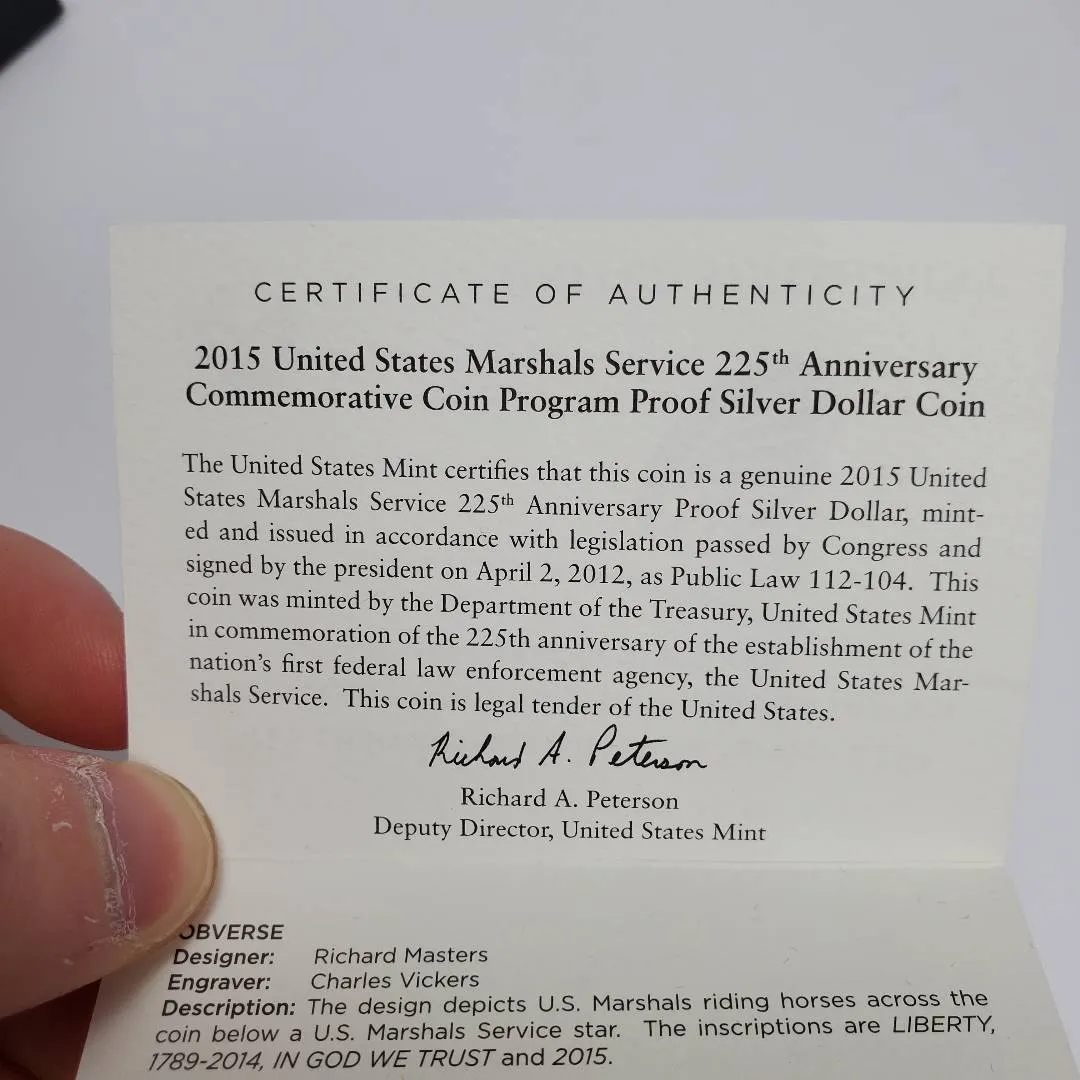 CERTIFICATE OF AUTHENTICITY
2015 United States Marshals Service 225th Anniversary
Commemorative Coin Program Proof Silver Dollar Coin
The United States Mint certifies that this coin is a genuine 2015 United
States Marshals Service 225th Anniversary Proof Silver Dollar, mint-
ed and issued in accordance with legislation passed by Congress and
signed by the president on April 2, 2012, as Public Law 112-104. This
coin was minted by the Department of the Treasury, United States Mint
in commemoration of the 225th anniversary of the establishment of the
nation's first federal law enforcement agency, the United States Mar-
shals Service. This coin is legal tender of the United States.
Richard A. Peterson
Richard A. Peterson
Deputy Director, United States Mint
OBVERSE
Designer: Richard Masters
Engraver: Charles Vickers
Description: The design depicts U.S. Marshals riding horses across the
coin below a U.S. Marshals Service star. The inscriptions are LIBERTY,
1789-2014, IN GOD WE TRUST and 2015.